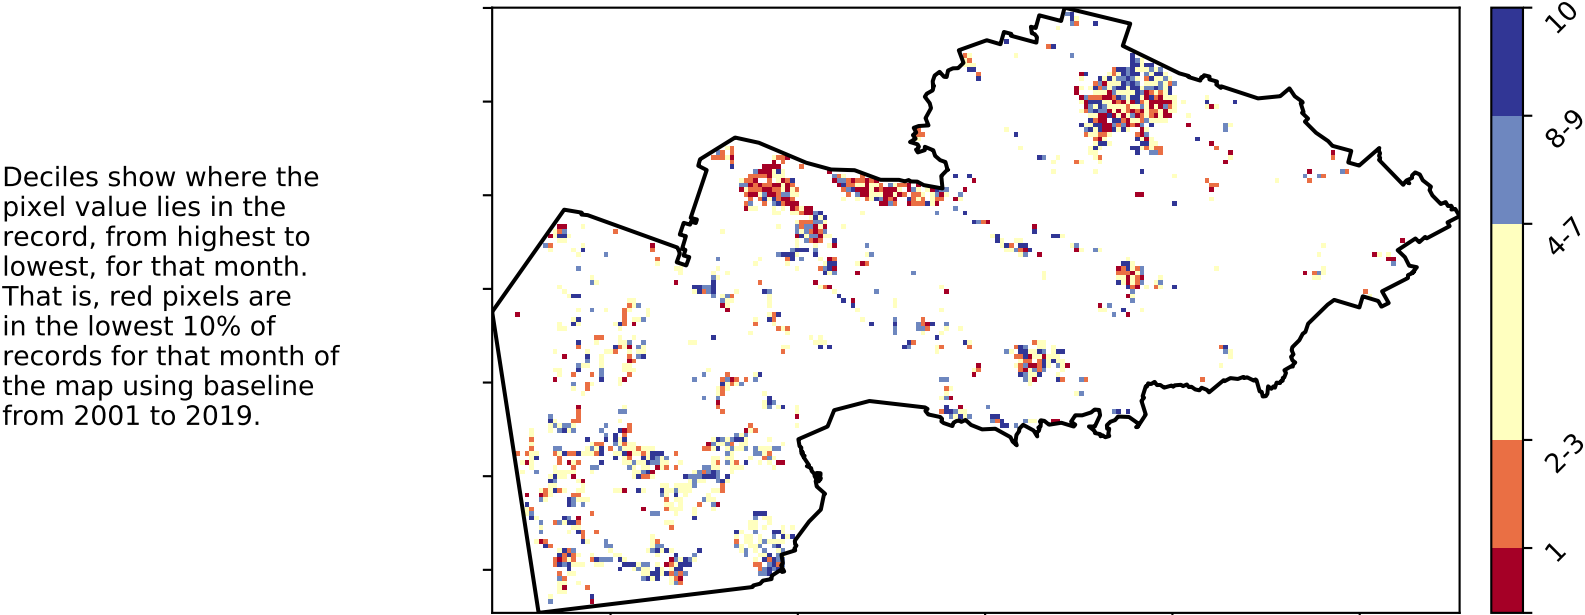 Deciles show where the
pixel value lies in the
record, from highest to
lowest, for that month.
That is, red pixels are
in the lowest 10% of
records for that month of
the map using baseline
from 2001 to 2019.
10
8-9
4-7
2-3
1